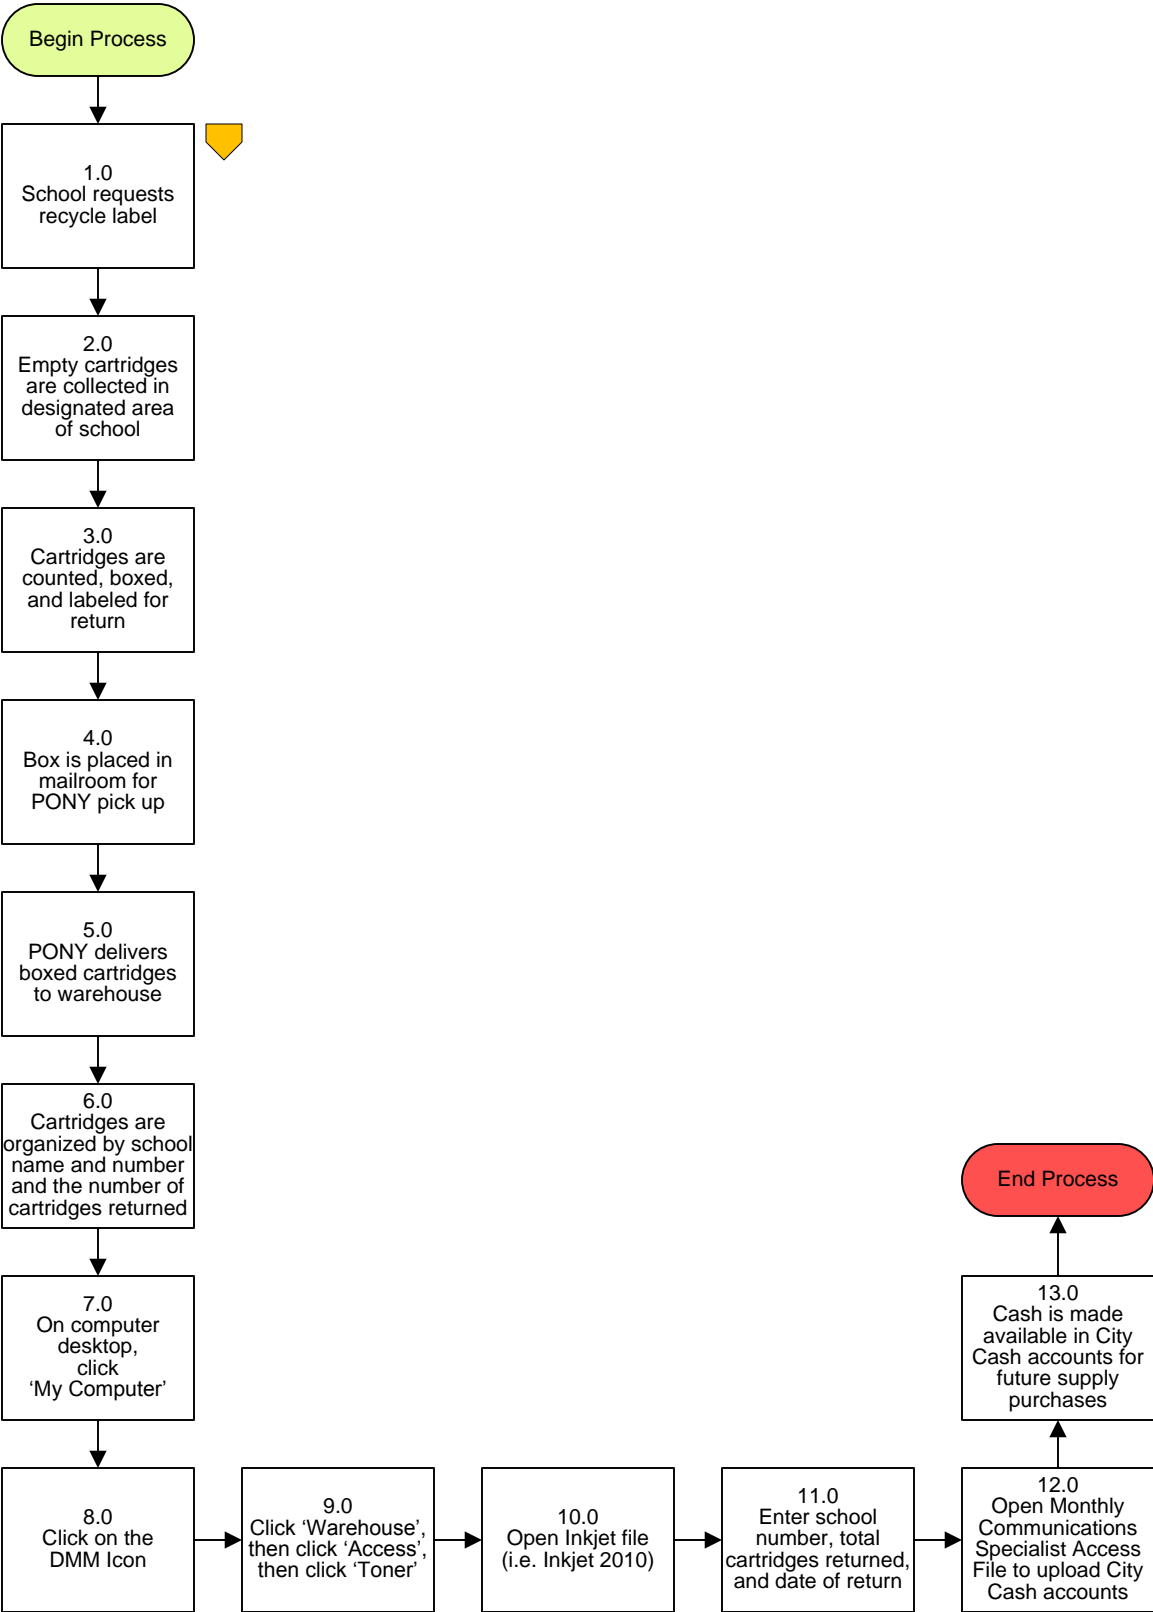 Begin Process
1.0
School requests
recycle label
2.0
Empty cartridges
are collected in
designated area
of school
3.0
Cartridges are
counted, boxed,
and labeled for
return
4.0
Box is placed in
mailroom for
PONY pick up
5.0
PONY delivers
boxed cartridges
to warehouse
6.0
Cartridges are
organized by school
name and number
and the number of
cartridges returned
7.0
On computer
desktop,
click
‘My Computer’
8.0
Click on the
DMM Icon
9.0
Click ‘Warehouse’,
then click ‘Access’,
then click ‘Toner’
10.0
Open Inkjet file
(i.e. Inkjet 2010)
11.0
Enter school
number, total
cartridges returned,
and date of return
12.0
Open Monthly
Communications
Specialist Access
File to upload City
Cash accounts
13.0
Cash is made
available in City
Cash accounts for
future supply
purchases
End Process